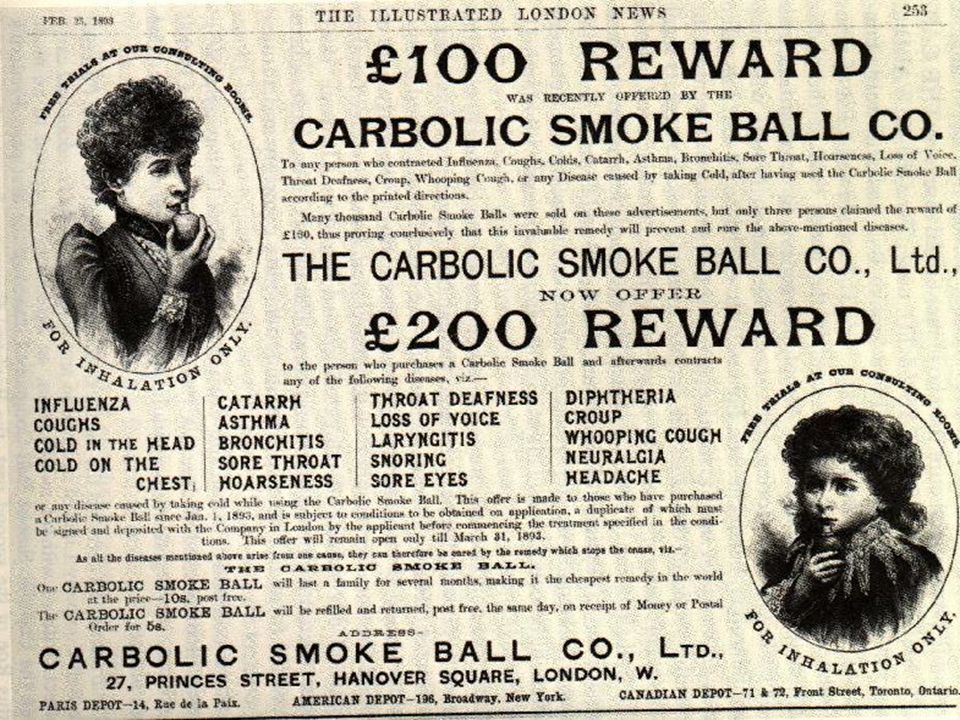 FEB. 25, 1893
THE ILLUSTRATED LONDON NEWS
253
FREE TRIALS AT OUR CONSULTING ROOMS.
FOR INHALATION ONLY.
£100 REWARD
WAS RECENTLY OFFERED BY THE
CARBOLIC SMOKE BALL CO.
To any person who contracted Influenza, Coughs, Colds, Catarrh, Asthma, Bronchitis, Sore Throat, Hoarseness, Loss of Voice,
Throat Deafness, Croup, Whooping Cough, or any Disease caused by taking Cold, after having used the Carbolic Smoke Ball
according to the printed directions.
Many thousand Carbolic Smoke Balls were sold on these advertisements, but only three persons claimed the reward of
£100, thus proving conclusively that this invaluable remedy will prevent and cure the above-mentioned diseases.
THE CARBOLIC SMOKE BALL CO., Ltd.,
NOW OFFER
£200 REWARD
to the person who purchases a Carbolic Smoke Ball and afterwards contracts
any of the following diseases, viz.—
INFLUENZA
COUGHS
COLD IN THE HEAD
COLD ON THE
CHEST,
CATARRH
ASTHMA
BRONCHITIS
SORE THROAT
HOARSENESS
THROAT DEAFNESS
LOSS OF VOICE
LARYNGITIS
SNORING
SORE EYES
DIPHTHERIA
CROUP
WHOOPING COUGH
NEURALGIA
HEADACHE
or any disease caused by taking cold while using the Carbolic Smoke Ball. This offer is made to those who have purchased
a Carbolic Smoke Ball since Jan. 1, 1893, and is subject to conditions to be obtained on application, a duplicate of which must
be signed and deposited with the Company in London by the applicant before commencing the treatment specified in the condi-
tions. This offer will remain open only till March 31, 1893.
As all the diseases mentioned above arise from one cause, they can therefore be cured by the remedy which stops the cause, viz.—
THE CARBOLIC SMOKE BALL.
One CARBOLIC SMOKE BALL will last a family for several months, making it the cheapest remedy in the world
at the price—10s. post free.
The CARBOLIC SMOKE BALL will be refilled and returned, post free, the same day, on receipt of Money or Postal
Order for 5s.
ADDRESS-
CARBOLIC SMOKE BALL CO., LTD.,
27, PRINCES STREET, HANOVER SQUARE, LONDON, W.
PARIS DEPOT—14, Rue de la Paix.
AMERICAN DEPOT—196, Broadway, New York.
CANADIAN DEPOT—71 & 72, Front Street, Toronto, Ontario.
FREE TRIALS AT OUR CONSULTING ROOMS.
FOR INHALATION ONLY.